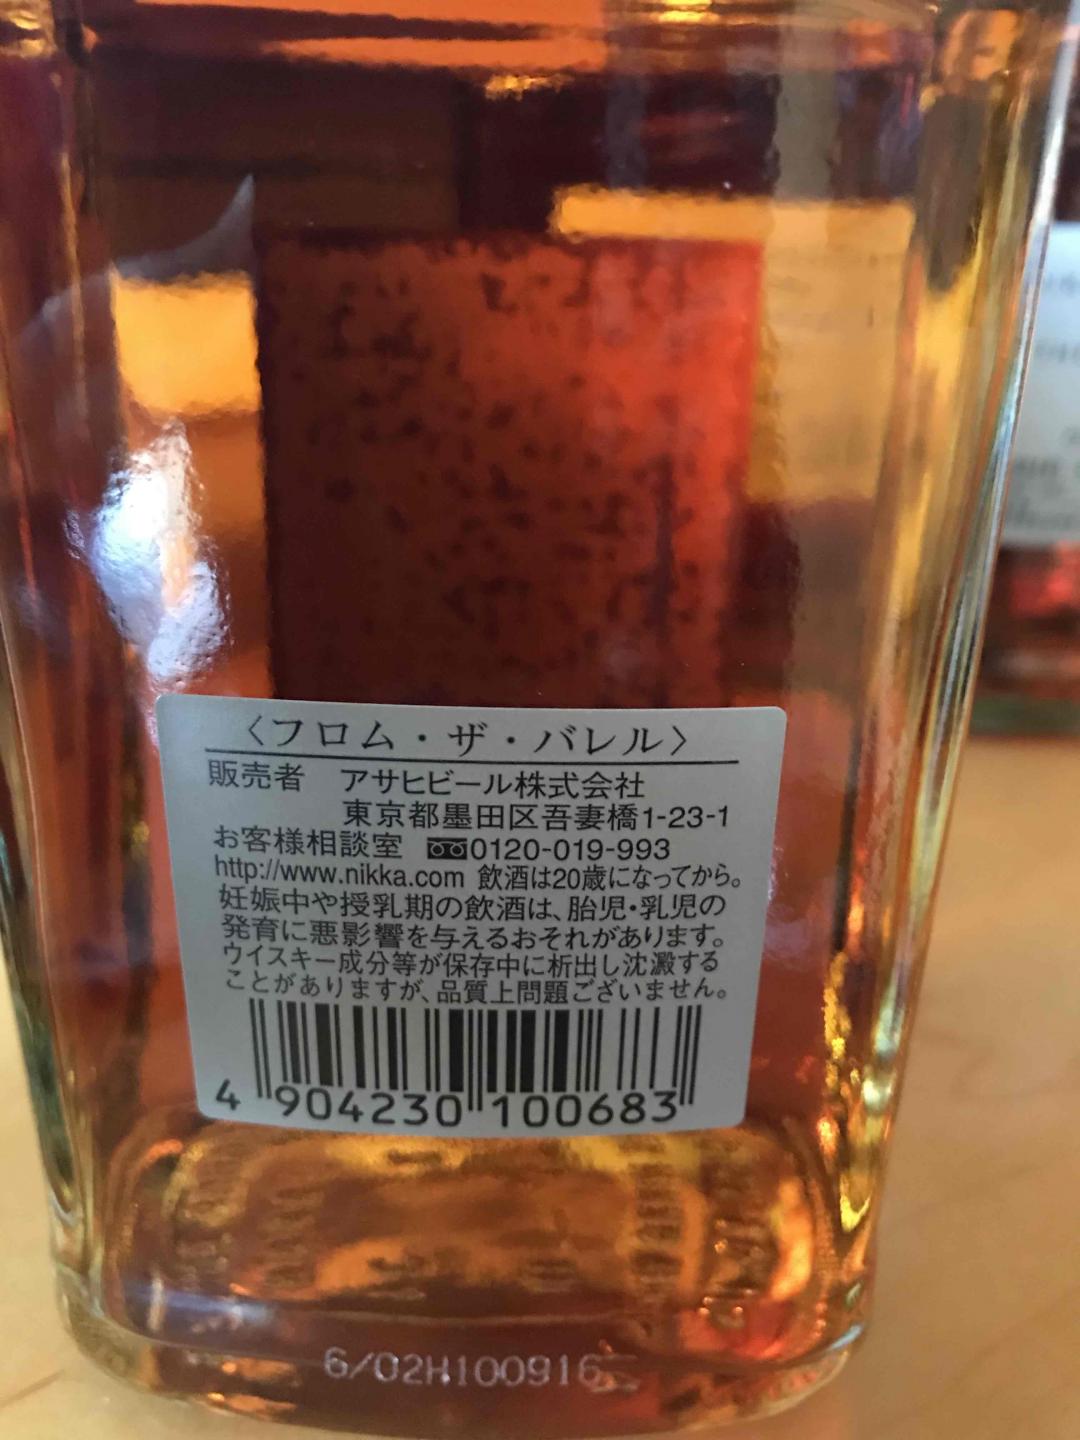 〈フロム・ザ・バレル〉
販売者 アサヒビール株式会社
東京都墨田区吾妻橋1-23-1
お客様相談室 0120-019-993
http://www.nikka.com 飲酒は20歳になってから。
妊娠中や授乳期の飲酒は、胎児・乳児の
発育に悪影響を与えるおそれがあります。
ウイスキー成分等が保存中に析出し沈澱する
ことがありますが、品質上問題ございません。
4 904230 100683
6/02H100916